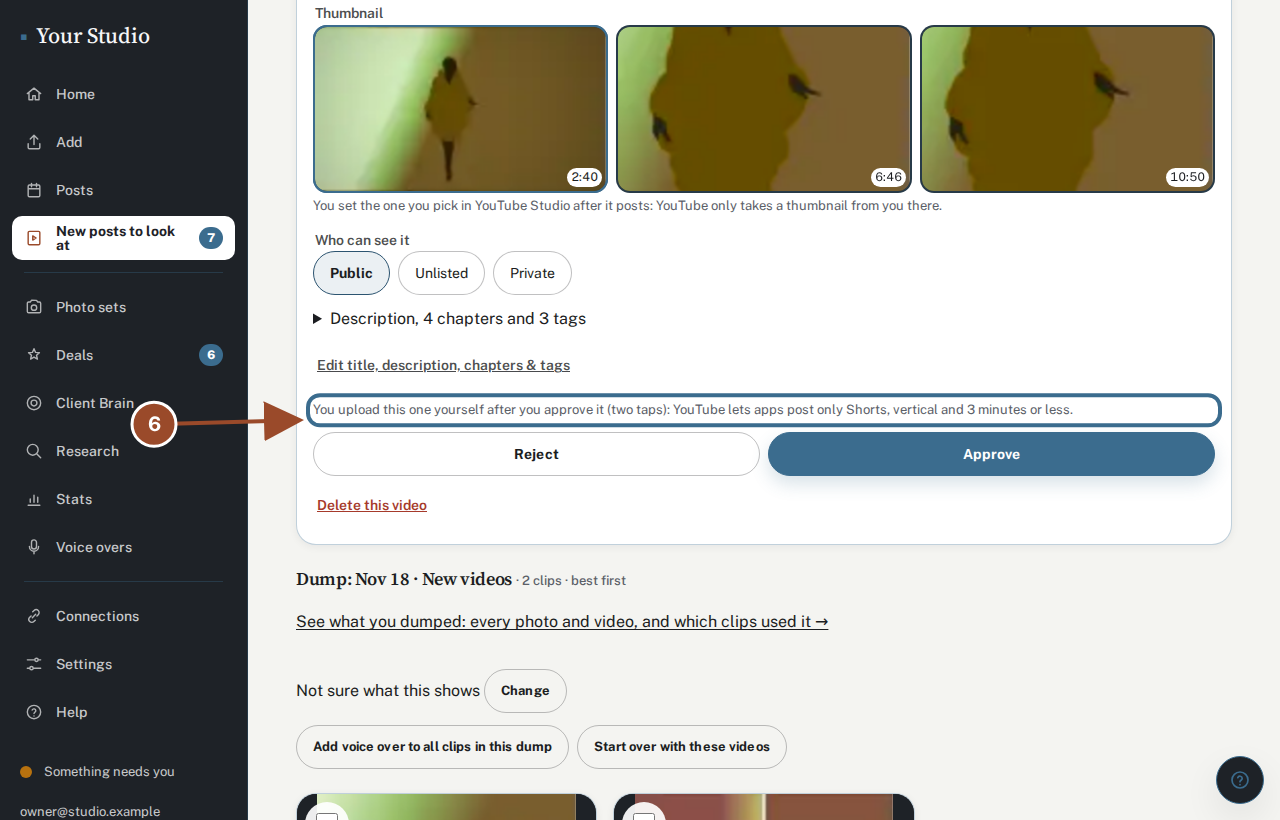 Your Studio
Home
Add
Posts
New posts to look at
7
Photo sets
Deals
6
Client Brain
Research
Stats
Voice overs
Connections
Settings
Help
Something needs you
owner@studio.example
Thumbnail
2:40
6:46
10:50
You set the one you pick in YouTube Studio after it posts: YouTube only takes a thumbnail from you there.
Who can see it
Public
Unlisted
Private
Description, 4 chapters and 3 tags
Edit title, description, chapters & tags
6
You upload this one yourself after you approve it (two taps): YouTube lets apps post only Shorts, vertical and 3 minutes or less.
Reject
Approve
Delete this video
Dump: Nov 18 · New videos · 2 clips · best first
See what you dumped: every photo and video, and which clips used it →
Not sure what this shows
Change
Add voice over to all clips in this dump
Start over with these videos